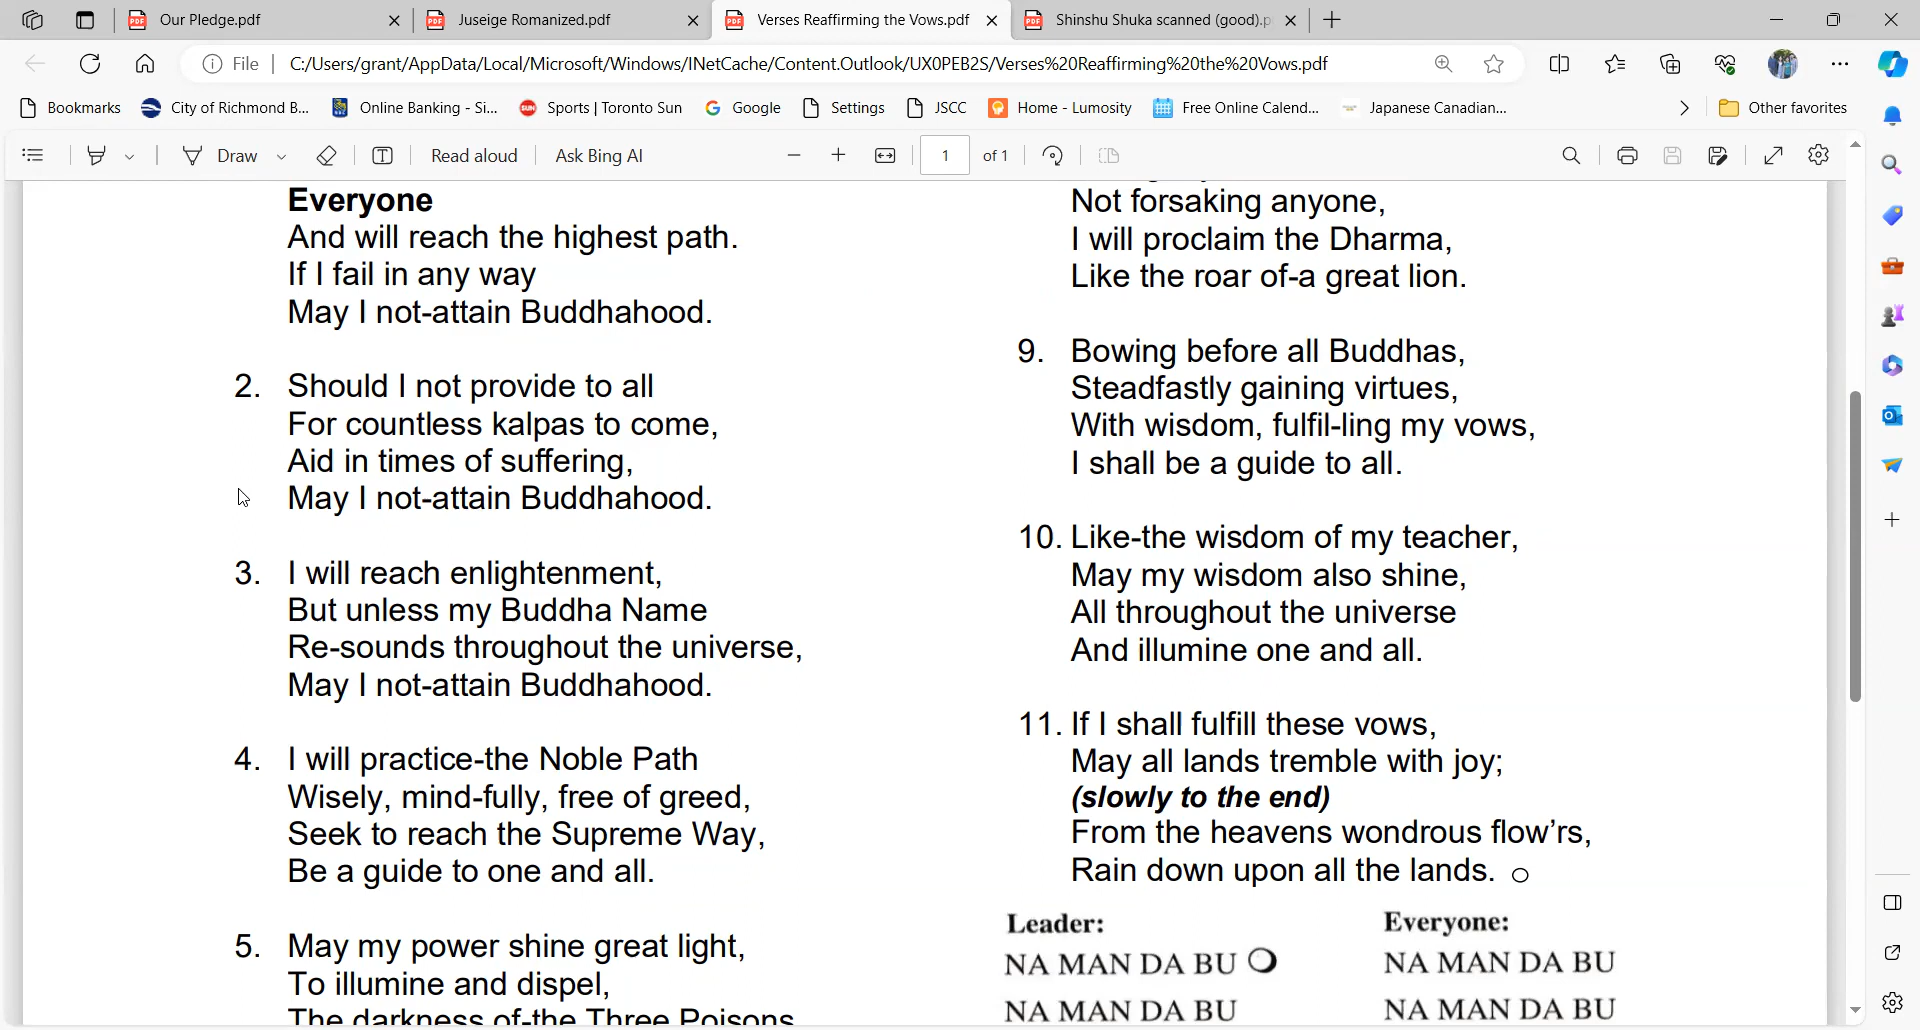 Our Pledge.pdf
Juseige Romanized.pdf
Verses Reaffirming the Vows.pdf
Shinshu Shuka scanned (good).p
File
C:/Users/grant/AppData/Local/Microsoft/Windows/INetCache/Content.Outlook/UX0PEB2S/Verses%20Reaffirming%20the%20Vows.pdf
Bookmarks
City of Richmond B...
Online Banking - Si...
Sports | Toronto Sun
Google
Settings
JSCC
Home - Lumosity
Free Online Calend...
Japanese Canadian...
Other favorites
Draw
Read aloud
Ask Bing AI
1
of 1
Everyone
And will reach the highest path.
If I fail in any way
May I not-attain Buddhahood.
2. Should I not provide to all
For countless kalpas to come,
Aid in times of suffering,
May I not-attain Buddhahood.
3. I will reach enlightenment,
But unless my Buddha Name
Re-sounds throughout the universe,
May I not-attain Buddhahood.
4. I will practice-the Noble Path
Wisely, mind-fully, free of greed,
Seek to reach the Supreme Way,
Be a guide to one and all.
5. May my power shine great light,
To illumine and dispel,
The darkness of-the Three Poisons
Not forsaking anyone,
I will proclaim the Dharma,
Like the roar of-a great lion.
9. Bowing before all Buddhas,
Steadfastly gaining virtues,
With wisdom, fulfil-ling my vows,
I shall be a guide to all.
10. Like-the wisdom of my teacher,
May my wisdom also shine,
All throughout the universe
And illumine one and all.
11. If I shall fulfill these vows,
May all lands tremble with joy;
(slowly to the end)
From the heavens wondrous flow'rs,
Rain down upon all the lands.
Leader:
NA MAN DA BU
NA MAN DA BU
Everyone:
NA MAN DA BU
NA MAN DA BU